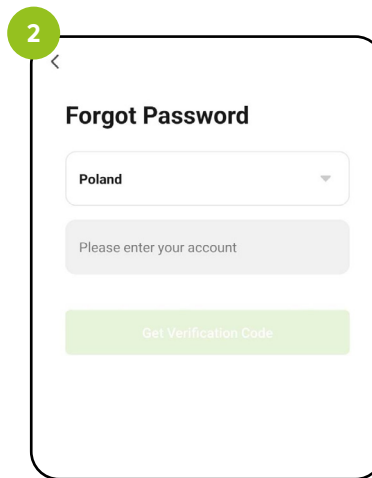 2
Forgot Password
Poland
Please enter your account
Get Verification Code